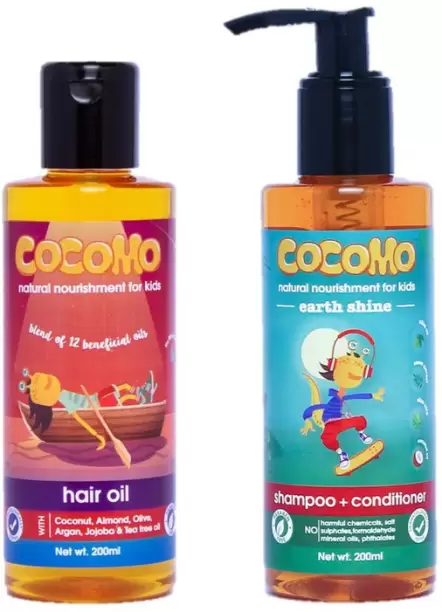 COCOMO
natural nourishment for kids
blend of 12 beneficial oils
hair oil
WITH
Coconut, Almond, Olive,
Argan, Jojoba & Tea tree oil
Net wt. 200ml
COCOMO
natural nourishment for kids
earth shine
shampoo + conditioner
NO
harmful chemicals, salt
sulphates,formaldehyde
mineral oils, phthalates
Net wt. 200ml